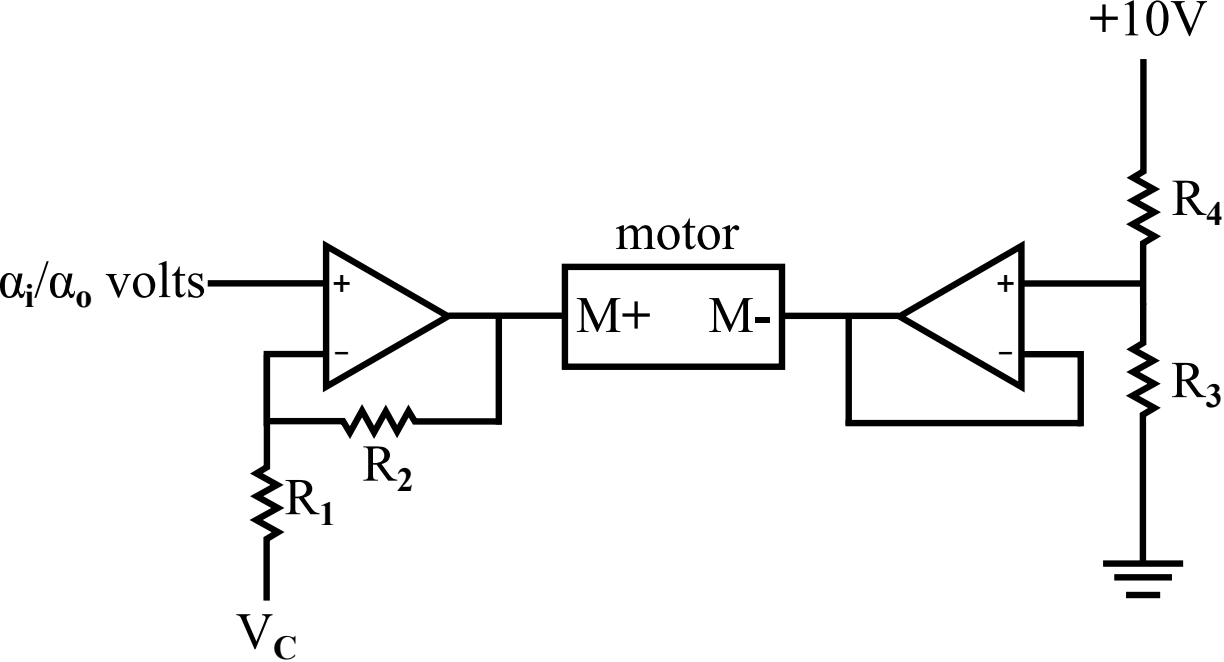 +10V
R4
motor
αi/αo volts
+
+
M+ M-
-
-
R3
R2
R1
VC